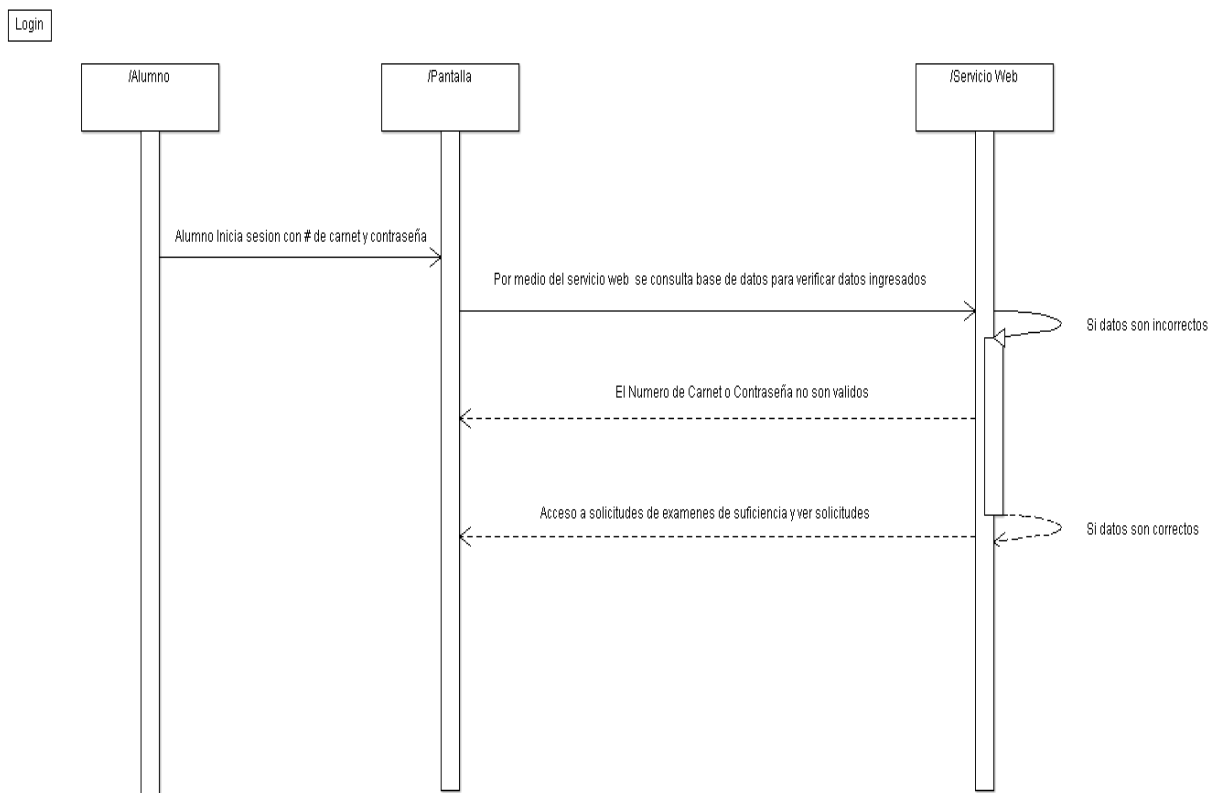 Login
/Alumno
/Pantalla
/Servicio Web
Alumno Inicia sesion con # de carnet y contraseña
Por medio del servicio web se consulta base de datos para verificar datos ingresados
Si datos son incorrectos
El Numero de Carnet o Contraseña no son validos
Acceso a solicitudes de examenes de suficiencia y ver solicitudes
Si datos son correctos